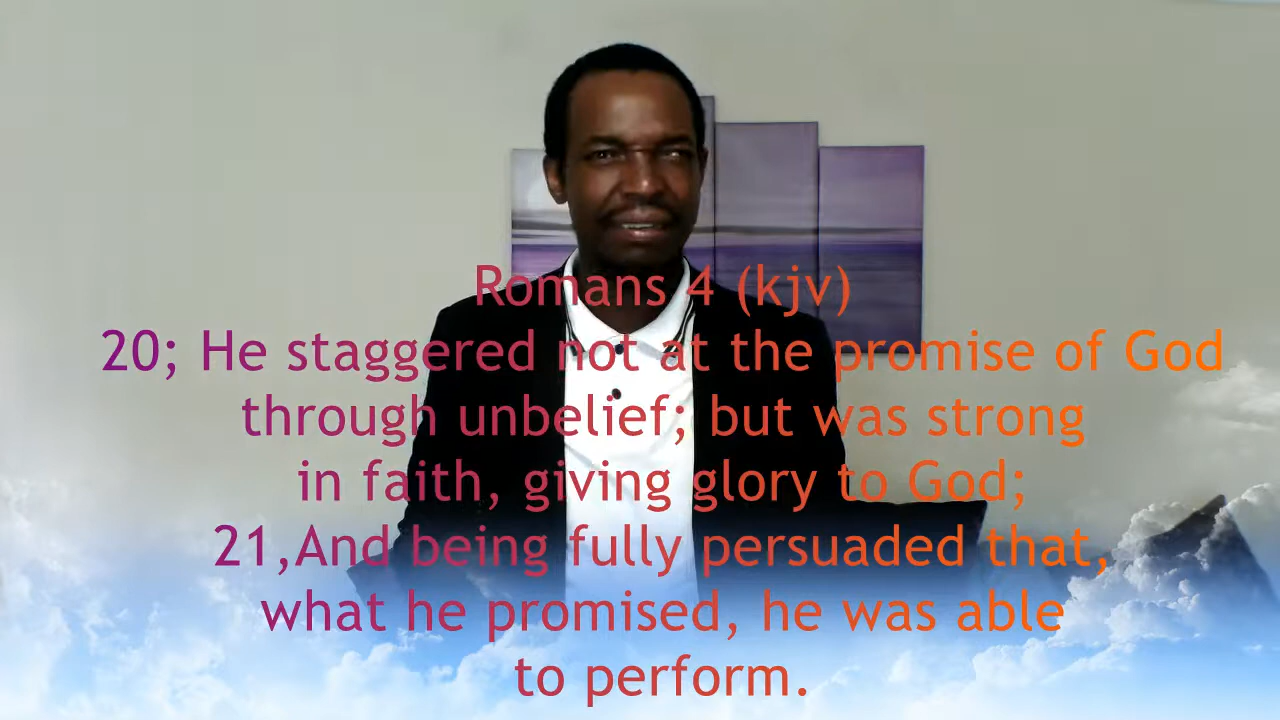 Romans 4 (kjv)
20; He staggered not at the promise of God
through unbelief; but was strong
in faith, giving glory to God;
21,And being fully persuaded that,
what he promised, he was able
to perform.